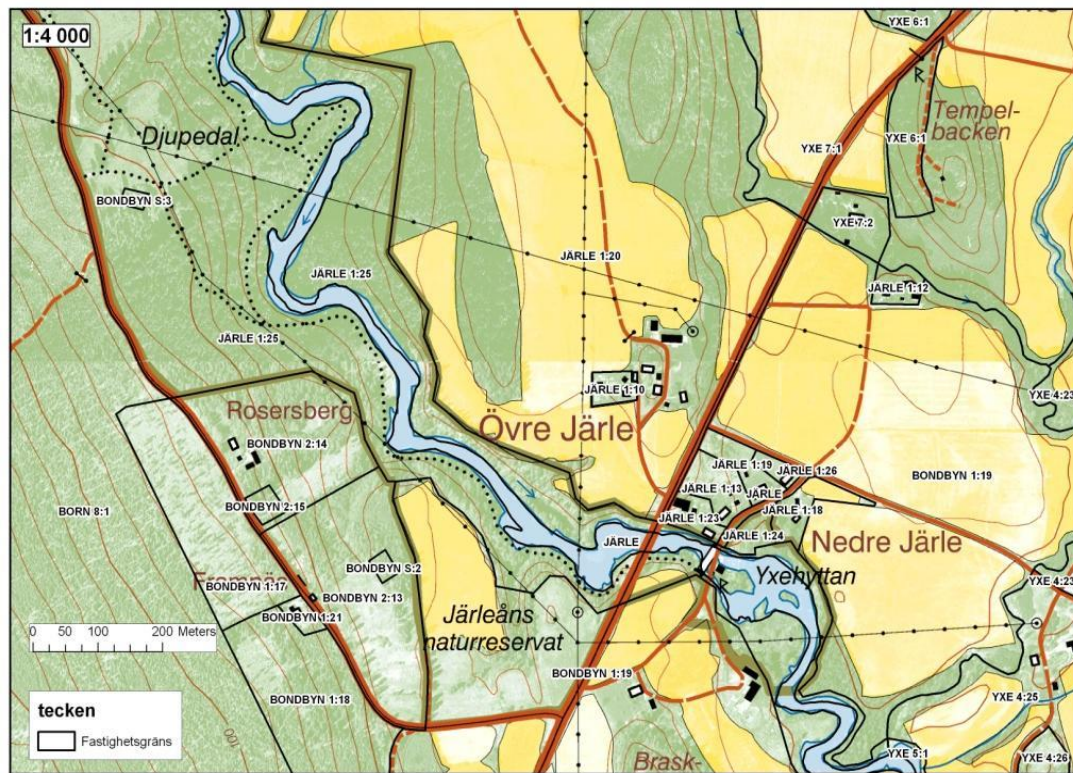 1:4 000
YXE 6:1
Djupedal
Tempel-
backen
YXE 7:1
YXE 6:1
BONDBYN S:3
YXE 7:2
JÄRLE 1:20
JÄRLE 1:25
JÄRLE 1:12
JÄRLE 1:25
JÄRLE 1:10
YXE 4:23
Rosersberg
Övre Järle
BONDBYN 2:14
JÄRLE 1:19
JÄRLE 1:26
BONDBYN 1:19
JÄRLE 1:13
JÄRLE
BONDBYN 2:15
JÄRLE 1:18
BORN 8:1
JÄRLE 1:23
JÄRLE 1:24
JÄRLE
Nedre Järle
BONDBYN S:2
Yxehyttan
YXE 4:23
BONDBYN 1:17
BONDBYN 2:13
BONDBYN 1:21
Järleåns
naturreservat
0 50 100 200 Meters
BONDBYN 1:19
BONDBYN 1:18
YXE 4:25
100
tecken
Fastighetsgräns
YXE 5:1
YXE 4:26
Brask-